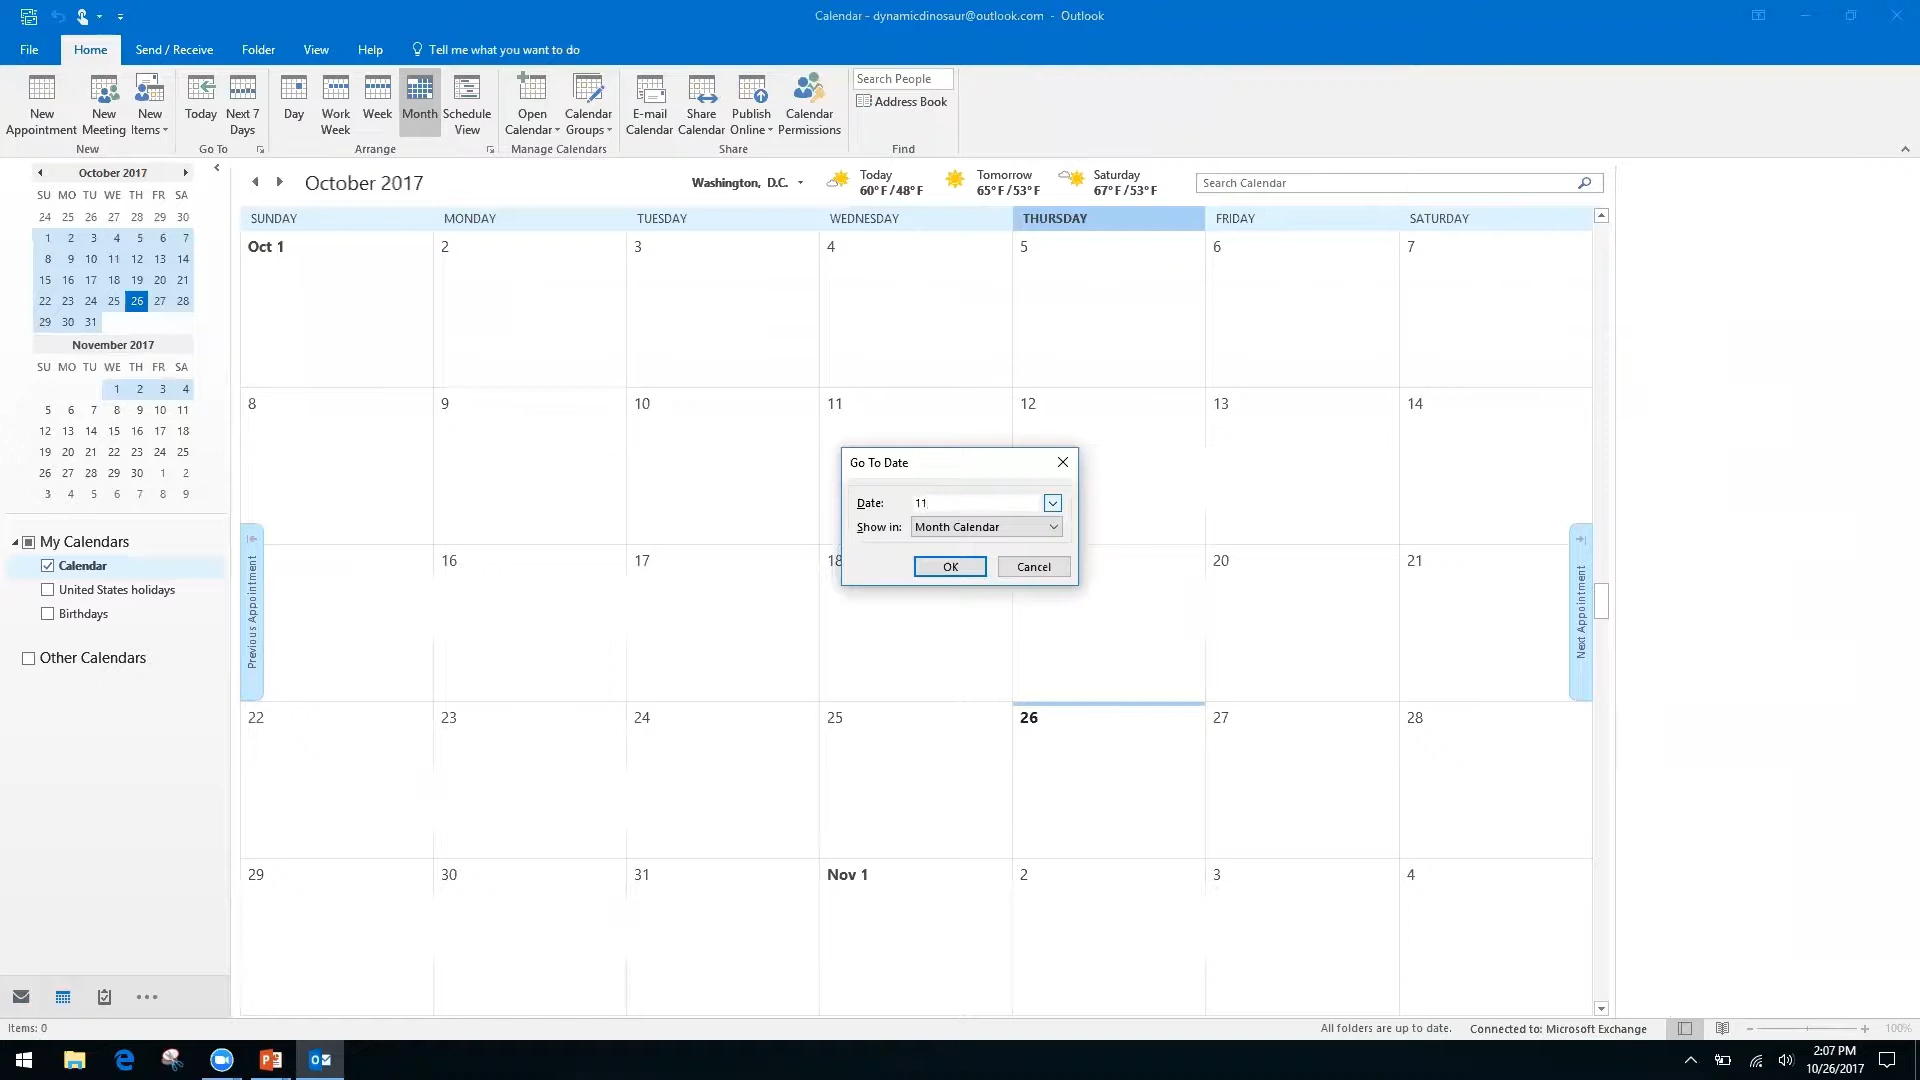 Calendar - dynamicdinosaur@outlook.com - Outlook
File Home Send / Receive Folder View Help Tell me what you want to do
New Appointment
New Meeting
New Items
Today
Next 7 Days
Day
Work Week
Week
Month
Schedule View
Open Calendar
Calendar Groups
E-mail Calendar
Share Calendar
Publish Online
Calendar Permissions
Search People
Address Book
New Go To Arrange Manage Calendars Share Find
October 2017
SU MO TU WE TH FR SA
24 25 26 27 28 29 30
1 2 3 4 5 6 7
8 9 10 11 12 13 14
15 16 17 18 19 20 21
22 23 24 25 26 27 28
29 30 31
November 2017
SU MO TU WE TH FR SA
1 2 3 4
5 6 7 8 9 10 11
12 13 14 15 16 17 18
19 20 21 22 23 24 25
26 27 28 29 30 1 2
3 4 5 6 7 8 9
My Calendars
Calendar
United States holidays
Birthdays
Other Calendars
October 2017
Washington, D.C.
Today
60°F/48°F
Tomorrow
65°F/53°F
Saturday
67°F/53°F
Search Calendar
SUNDAY MONDAY TUESDAY WEDNESDAY THURSDAY FRIDAY SATURDAY
Oct 1 2 3 4 5 6 7
8 9 10 11 12 13 14
16 17 18 20 21
22 23 24 25 26 27 28
29 30 31 Nov 1 2 3 4
Previous Appointment
Next Appointment
Go To Date
Date: 11
Show in: Month Calendar
OK Cancel
Items: 0
All folders are up to date. Connected to: Microsoft Exchange
100%
2:07 PM
10/26/2017